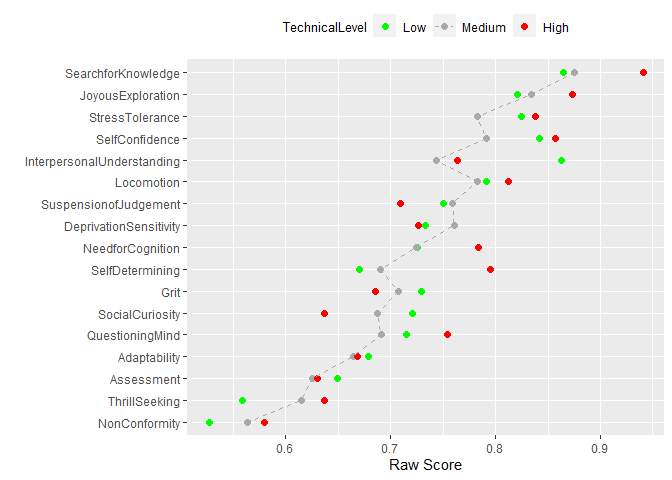 TechnicalLevel Low Medium High
SearchforKnowledge
JoyousExploration
StressTolerance
SelfConfidence
InterpersonalUnderstanding
Locomotion
SuspensionofJudgement
DeprivationSensitivity
NeedforCognition
SelfDetermining
Grit
SocialCuriosity
QuestioningMind
Adaptability
Assessment
ThrillSeeking
NonConformity
0.6 0.7 0.8 0.9
Raw Score